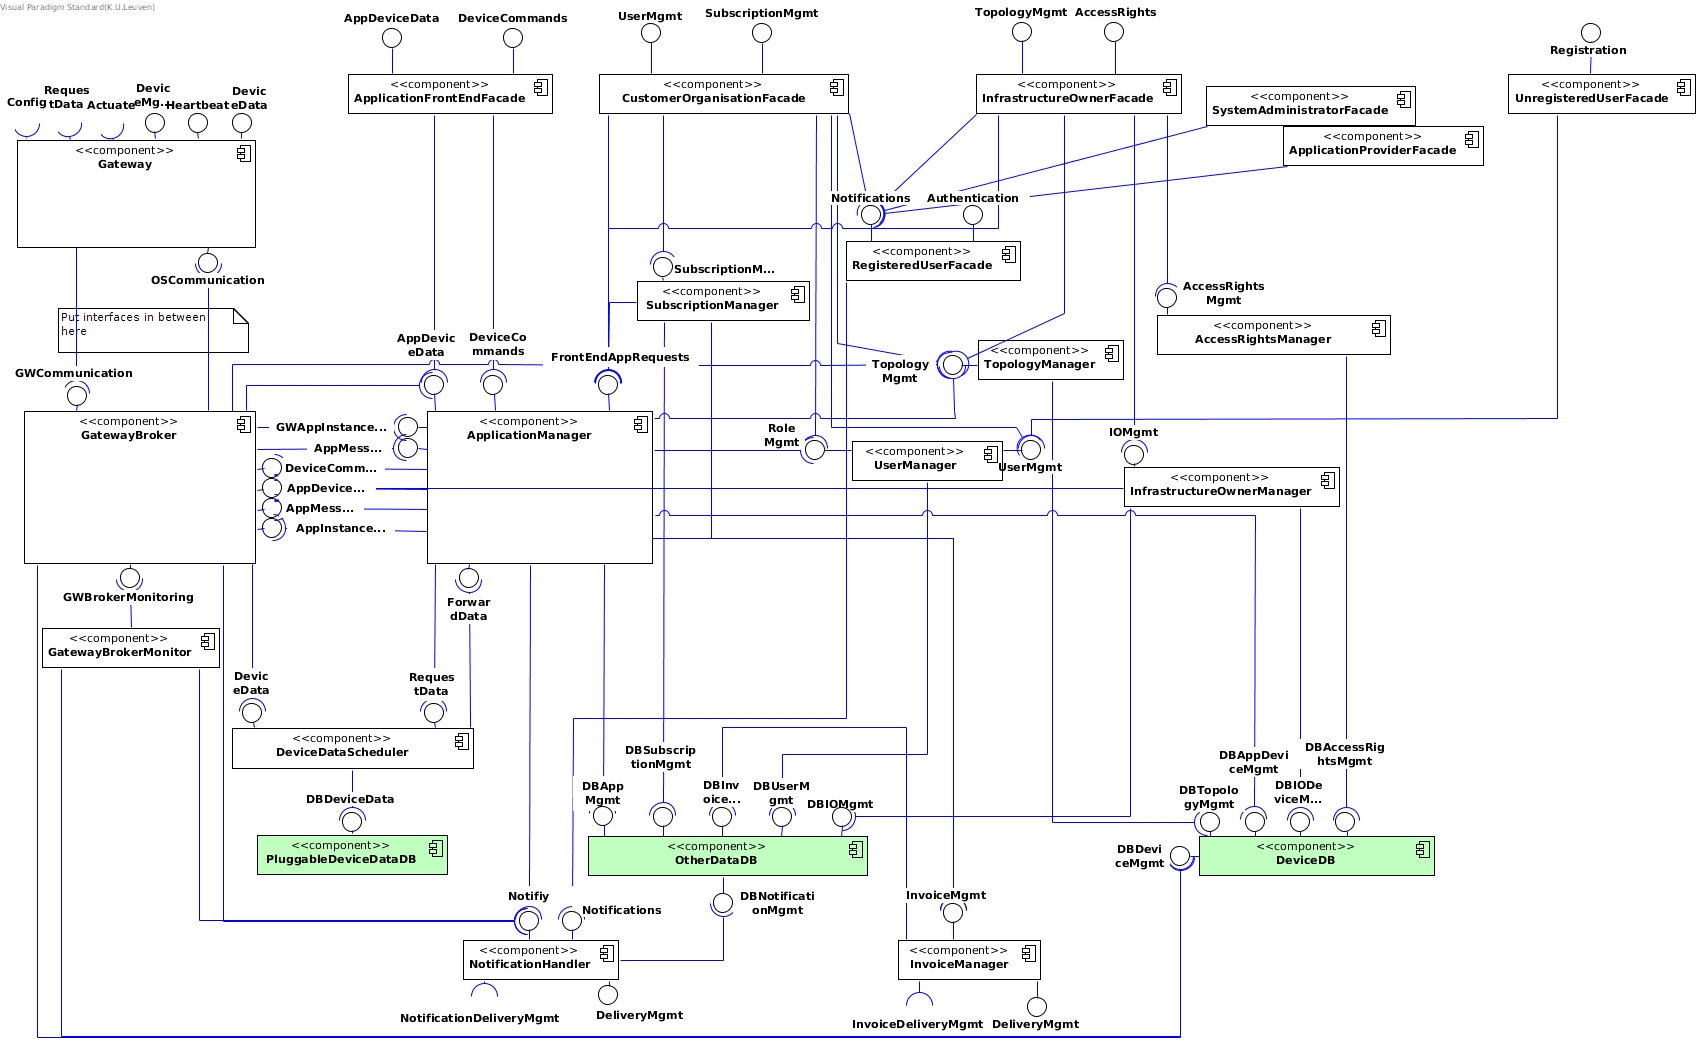 Visual Paradigm Standard(K.U.Leuven)
AppDeviceData
DeviceCommands
UserMgmt
SubscriptionMgmt
TopologyMgmt
AccessRights
Registration
<<component>>
ApplicationFrontEndFacade
<<component>>
CustomerOrganisationFacade
<<component>>
InfrastructureOwnerFacade
<<component>>
SystemAdministratorFacade
<<component>>
UnregisteredUserFacade
<<component>>
ApplicationProviderFacade
Config
Reques
tData
Actuate
Devic
eMg...
Heartbeat
Devic
eData
<<component>>
Gateway
Notifications
Authentication
<<component>>
RegisteredUserFacade
OSCommunication
Put interfaces in between
here
SubscriptionM...
<<component>>
SubscriptionManager
AccessRights
Mgmt
<<component>>
AccessRightsManager
AppDevic
eData
DeviceCo
mmands
FrontEndAppRequests
Topology
Mgmt
<<component>>
TopologyManager
GWCommunication
<<component>>
GatewayBroker
GWAppInstance...
AppMess...
DeviceComm...
AppDevice...
AppMess...
AppInstance...
<<component>>
ApplicationManager
Role
Mgmt
<<component>>
UserManager
UserMgmt
IOMgmt
<<component>>
InfrastructureOwnerManager
GWBrokerMonitoring
<<component>>
GatewayBrokerMonitor
Forwar
dData
Devic
eData
Reques
tData
<<component>>
DeviceDataScheduler
DBDeviceData
<<component>>
PluggableDeviceDataDB
DBSubscrip
tionMgmt
DBApp
Mgmt
DBInv
oice...
DBUserM
gmt
DBIOMgmt
<<component>>
OtherDataDB
DBAppDevi
ceMgmt
DBAccessRig
htsMgmt
DBTopolo
gyMgmt
DBIODe
viceM...
DBDevi
ceMgmt
<<component>>
DeviceDB
Notifiy
Notifications
DBNotificati
onMgmt
InvoiceMgmt
<<component>>
NotificationHandler
<<component>>
InvoiceManager
NotificationDeliveryMgmt
DeliveryMgmt
InvoiceDeliveryMgmt
DeliveryMgmt